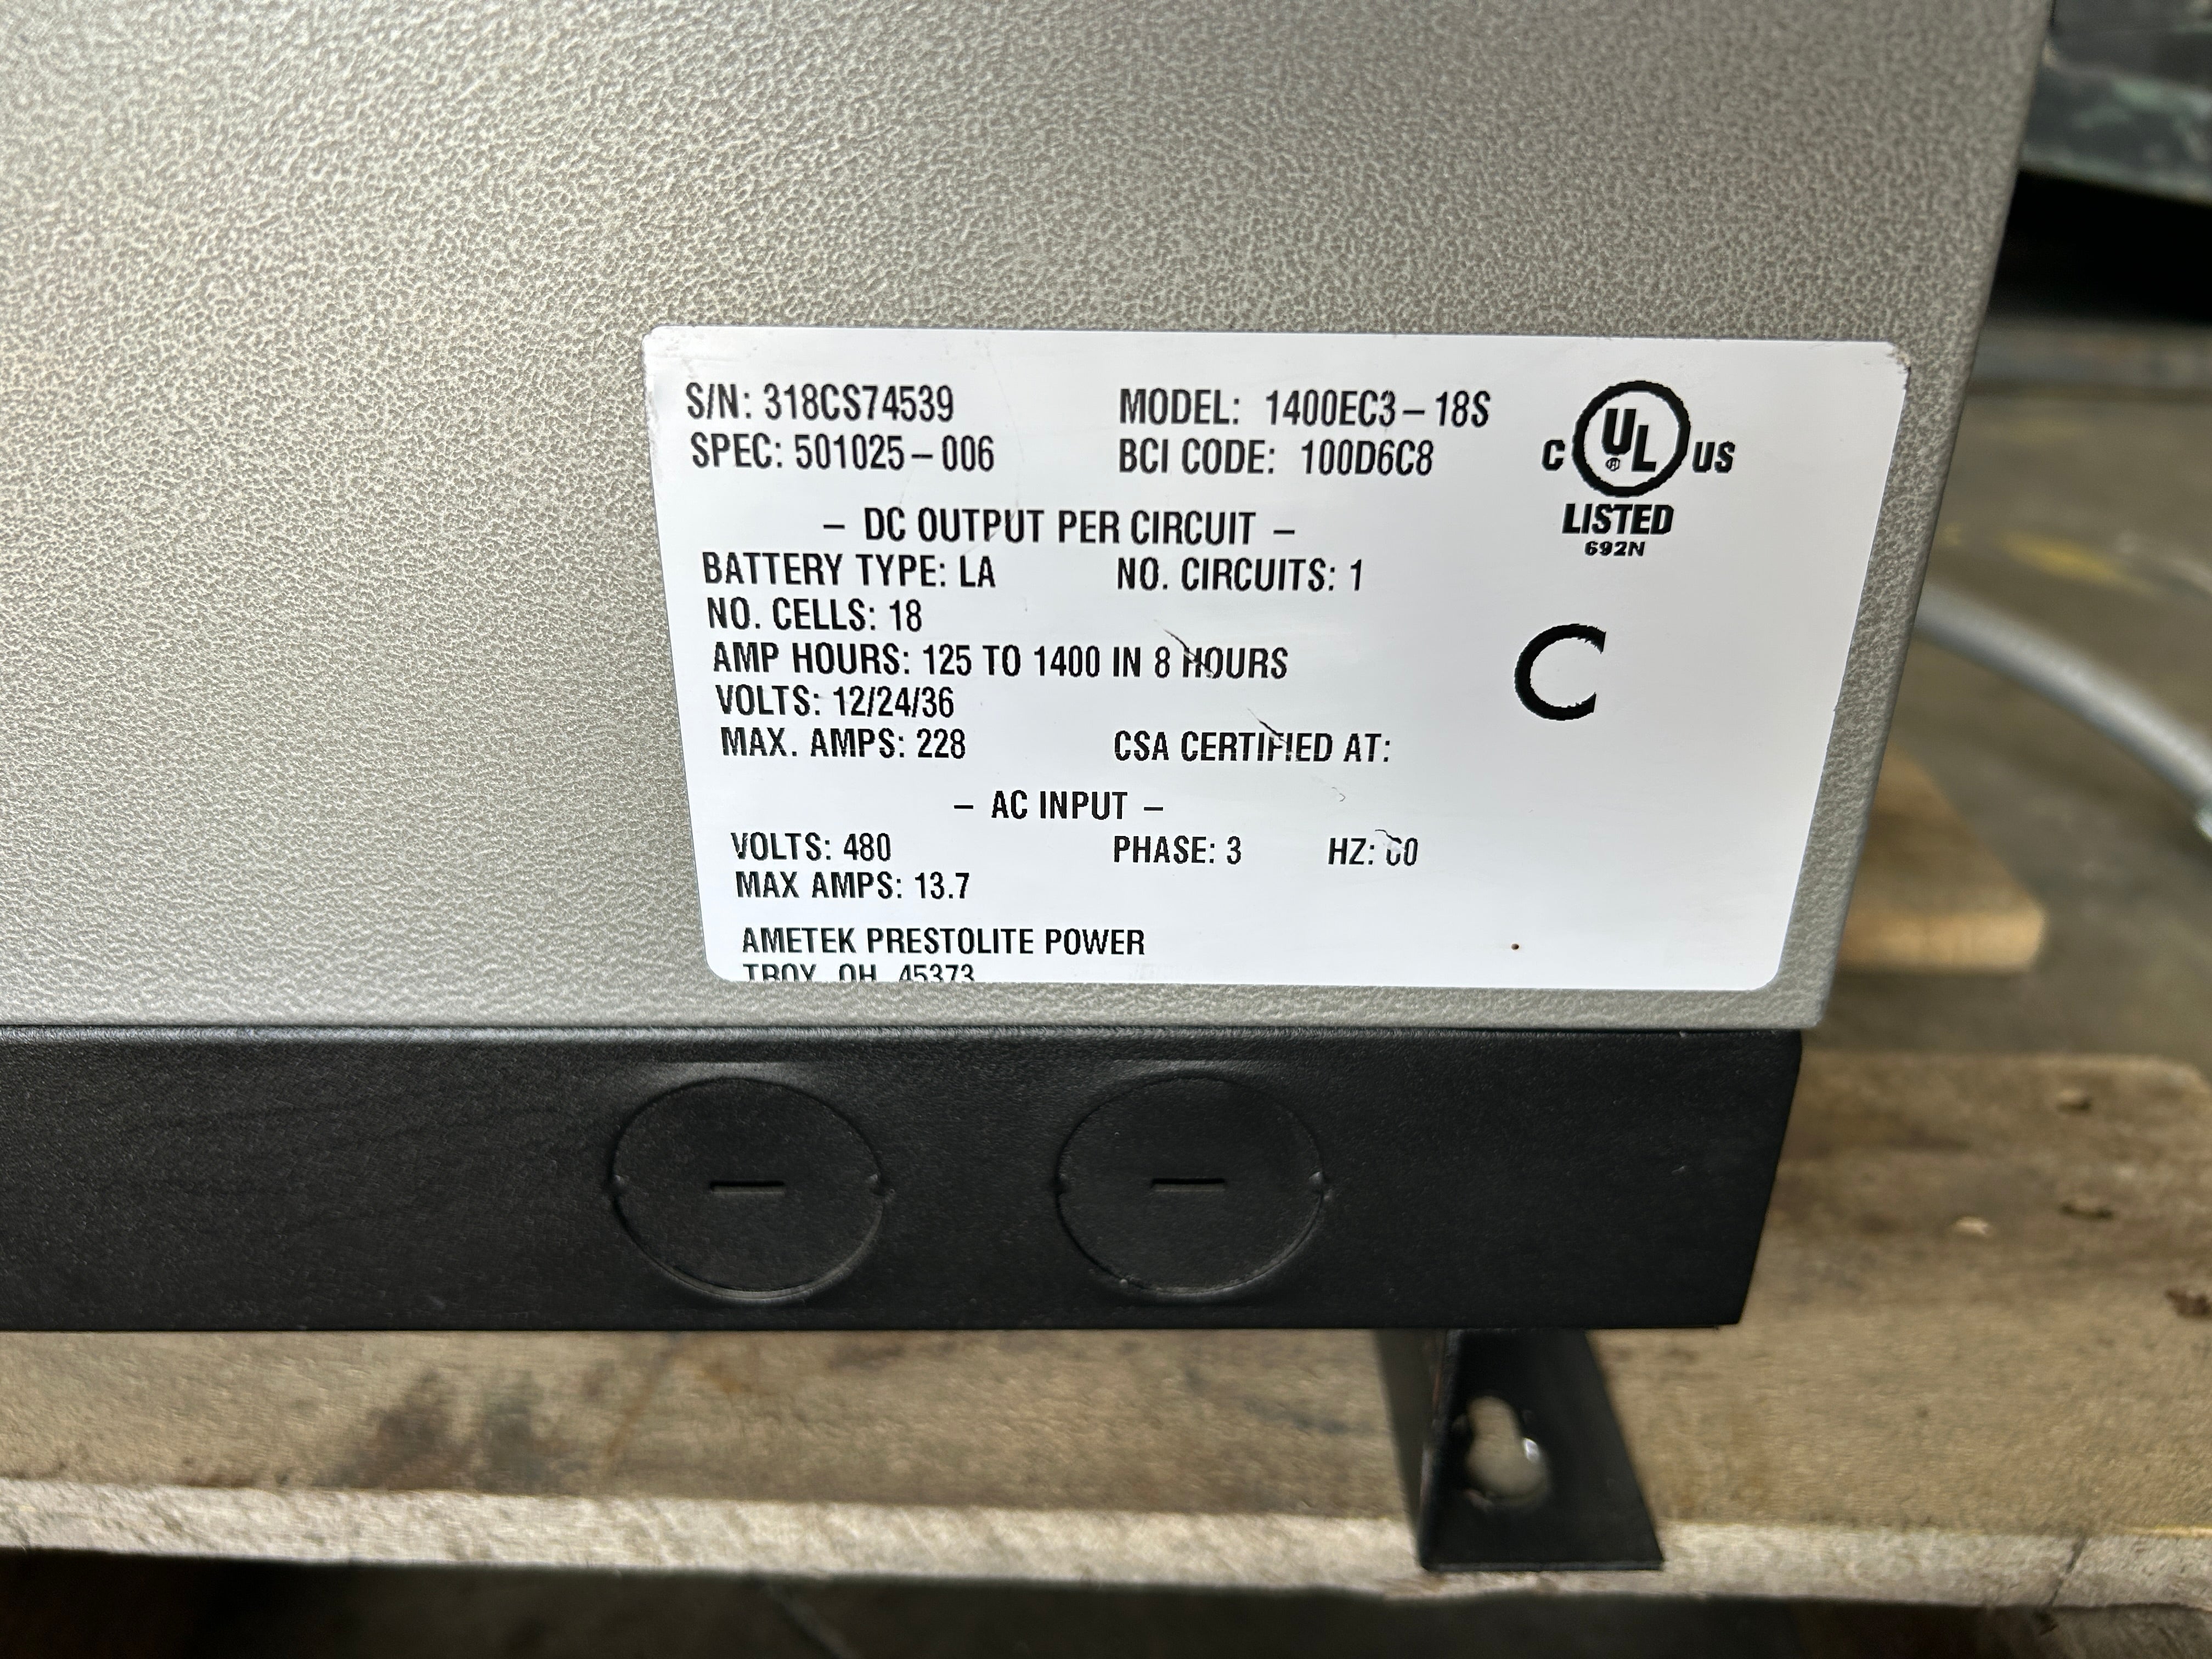 S/N: 318CS74539 MODEL: 1400EC3-18S
SPEC: 501025-006 BCI CODE: 100D6C8
C UL ® US
LISTED
692N
- DC OUTPUT PER CIRCUIT -
BATTERY TYPE: LA NO. CIRCUITS: 1
NO. CELLS: 18
AMP HOURS: 125 TO 1400 IN 8 HOURS
C
VOLTS: 12/24/36
MAX. AMPS: 228 CSA CERTIFIED AT:
- AC INPUT -
VOLTS: 480 PHASE: 3 HZ: 60
MAX AMPS: 13.7
AMETEK PRESTOLITE POWER
TROY, OH 45373